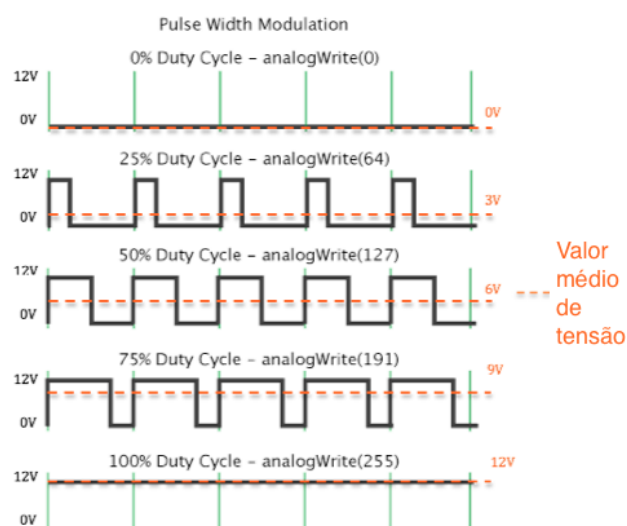 Pulse Width Modulation
0% Duty Cycle – analogWrite(0)
12V
0V
0V
25% Duty Cycle – analogWrite(64)
12V
3V
0V
50% Duty Cycle – analogWrite(127)
12V
6V
0V
Valor
médio
de
tensão
75% Duty Cycle – analogWrite(191)
9V
12V
0V
100% Duty Cycle – analogWrite(255)
12V
12V
0V